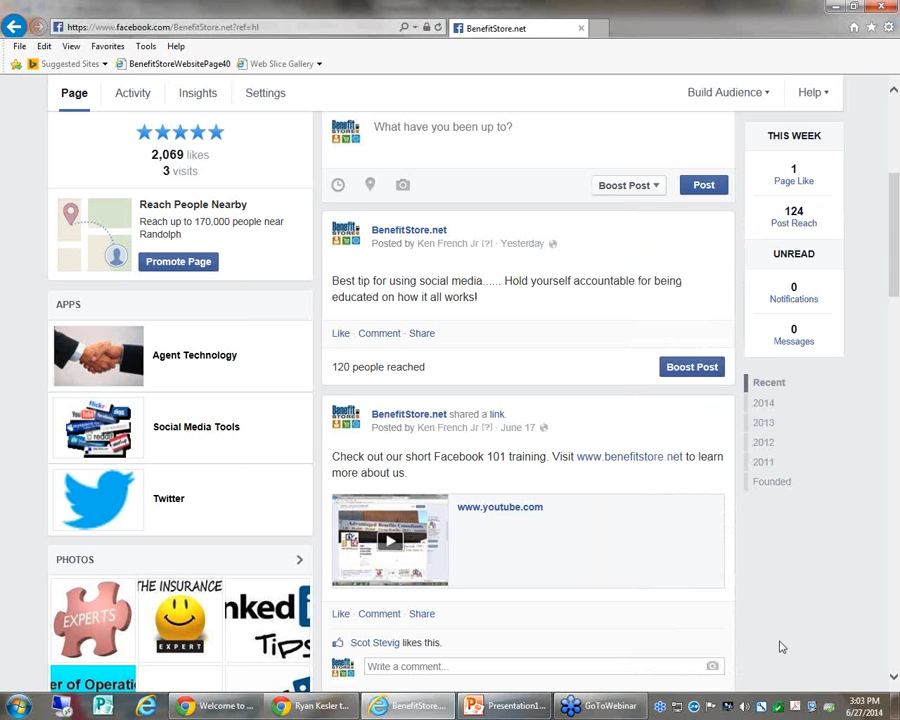 https://www.facebook.com/BenefitStore.net?ref=hl
BenefitStore.net
File Edit View Favorites Tools Help
Suggested Sites BenefitStoreWebsitePage40 Web Slice Gallery
Page Activity Insights Settings Build Audience Help
2,069 likes
3 visits
Reach People Nearby
Reach up to 170,000 people near
Randolph
Promote Page
APPS
Agent Technology
Social Media Tools
Twitter
PHOTOS
EXPERTS
THE INSURANCE
EXPERT
nked in
Tips
er of Operati
Benefit
STORE
What have you been up to?
Boost Post
Post
BenefitStore.net
Posted by Ken French Jr [?] · Yesterday
Best tip for using social media...... Hold yourself accountable for being
educated on how it all works!
Like · Comment · Share
120 people reached
Boost Post
BenefitStore.net shared a link.
Posted by Ken French Jr [?] · June 17
Check out our short Facebook 101 training. Visit www.benefitstore.net to learn
more about us.
www.youtube.com
Like · Comment · Share
Scot Stevig likes this.
Write a comment...
THIS WEEK
1
Page Like
124
Post Reach
UNREAD
0
Notifications
0
Messages
Recent
2014
2013
2012
2011
Founded
Welcome to ...
Ryan Kesler t...
BenefitStore....
Presentation1...
GoToWebinar
3:03 PM
6/27/2014